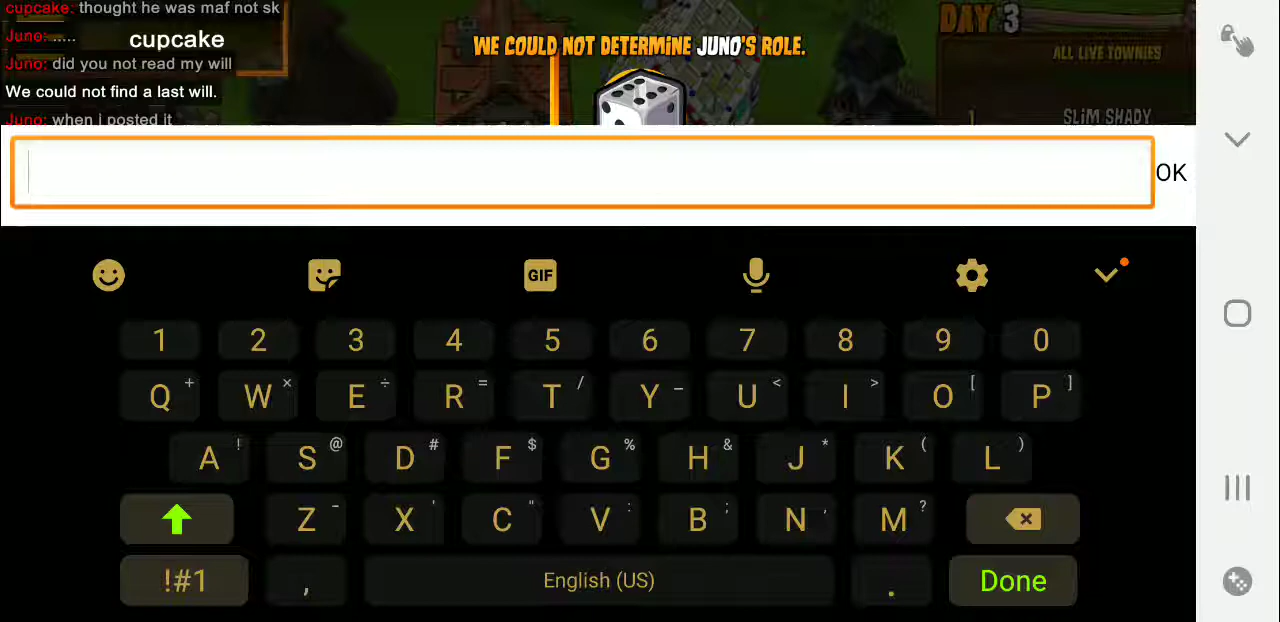 cupcake: thought he was maf not sk
Juno: .....
cupcake
Juno: did you not read my will
We could not find a last will.
Juno: when i posted it
WE COULD NOT DETERMINE JUNO'S ROLE.
DAY 3
ALL LIVE TOWNIES
1 SLIM SHADY
OK
GIF
1 2 3 4 5 6 7 8 9 0
Q + W × E ÷ R = T / Y _ U < I > O [ P ]
A ! S @ D # F $ G % H & J * K ( L )
Z - X ' C " V : B ; N , M ?
!#1 , English (US) . Done